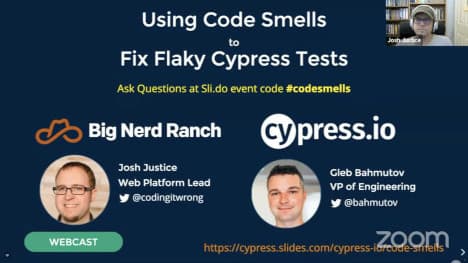 Using Code Smells
to
Fix Flaky Cypress Tests
Ask Questions at Sli.do event code #codesmells
Josh Justice
Big Nerd Ranch
cypress.io
Josh Justice
Web Platform Lead
@codingitwrong
Gleb Bahmutov
VP of Engineering
@bahmutov
WEBCAST
zoom
https://cypress.slides.com/cypress-io/code-smells